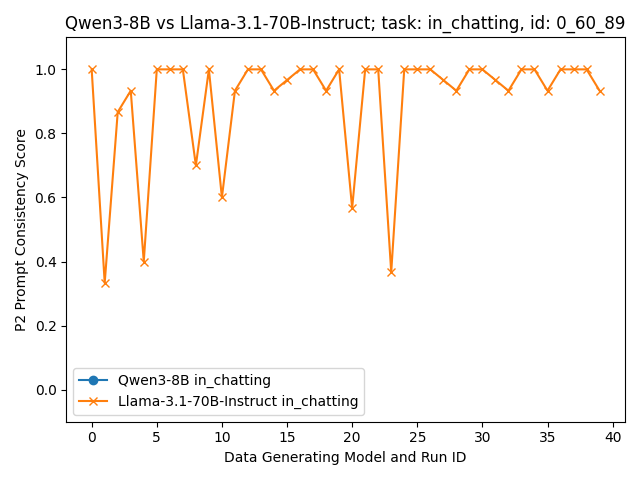 Qwen3-8B vs Llama-3.1-70B-Instruct; task: in_chatting, id: 0_60_89
P2 Prompt Consistency Score
1.0
0.8
0.6
0.4
0.2
0.0
Qwen3-8B in_chatting
Llama-3.1-70B-Instruct in_chatting
0 5 10 15 20 25 30 35 40
Data Generating Model and Run ID